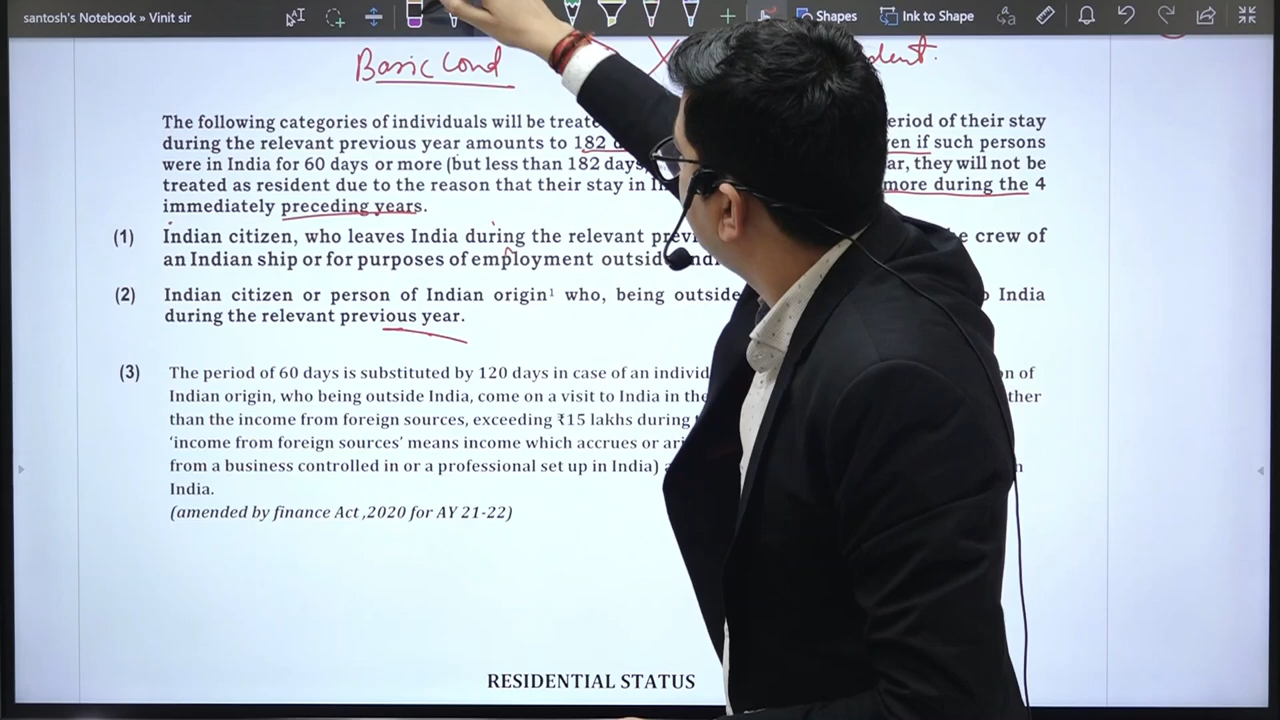 santosh's Notebook » Vinit sir
Shapes
Ink to Shape
Basic Cond
The following categories of individuals will be eriod of their stay
during the relevant previous year amounts to 182 en if such persons
were in India for 60 days or more (but less than 182 days, ar, they will not be
treated as resident due to the reason that their stay in more during the 4
immediately preceding years.
(1) Indian citizen, who leaves India during the relevant e crew of
an Indian ship or for purposes of employment
(2) Indian citizen or person of Indian origin¹ who, being outside India
during the relevant previous year.
(3) The period of 60 days is substituted by 120 days in case of an on of
Indian origin, who being outside India, come on a visit to India in the ther
than the income from foreign sources, exceeding ₹15 lakhs during
'income from foreign sources' means income which accrues or
from a business controlled in or a professional set up in India)
India.
(amended by finance Act ,2020 for AY 21-22)
RESIDENTIAL STATUS